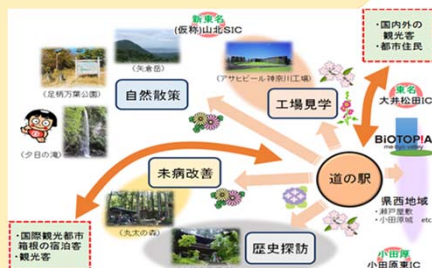 新東名
(仮称)山北SIC
・国内外の
観光客
・都市住民
(矢倉岳)
(足柄万葉公園)
自然散策
(アサヒビール神奈川工場)
工場見学
東名
大井松田IC
BiOTOPiA
(夕日の滝)
未病改善
道の駅
県西地域
・瀬戸屋敷
・小田原城 etc
(丸太の森)
・国際観光都市
箱根の宿泊客
・観光客
歴史探訪
小田厚
小田原東IC